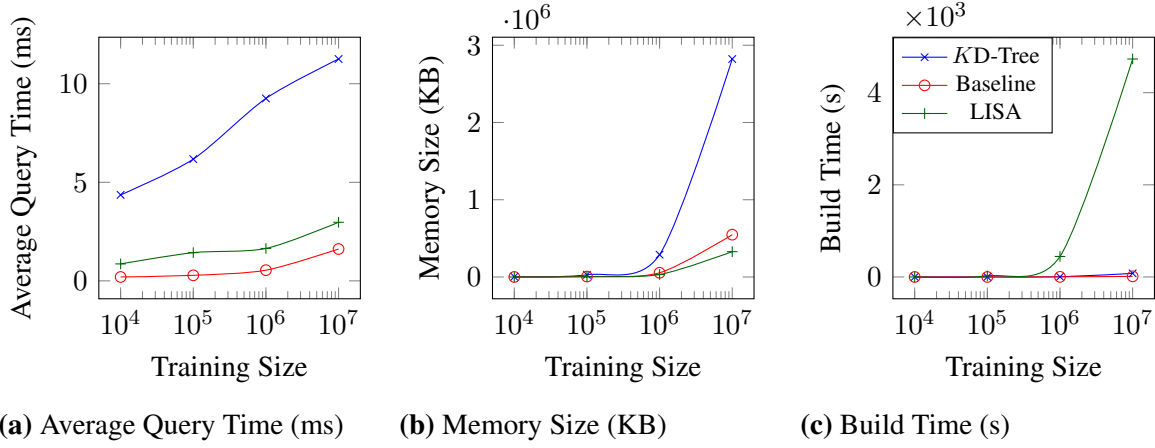 Average Query Time (ms)
10
5
0
10^4 10^5 10^6 10^7
Training Size
(a) Average Query Time (ms)
·10^6
Memory Size (KB)
3
2
1
0
10^4 10^5 10^6 10^7
Training Size
(b) Memory Size (KB)
×10^3
Build Time (s)
4
2
0
KD-Tree
Baseline
LISA
10^4 10^5 10^6 10^7
Training Size
(c) Build Time (s)